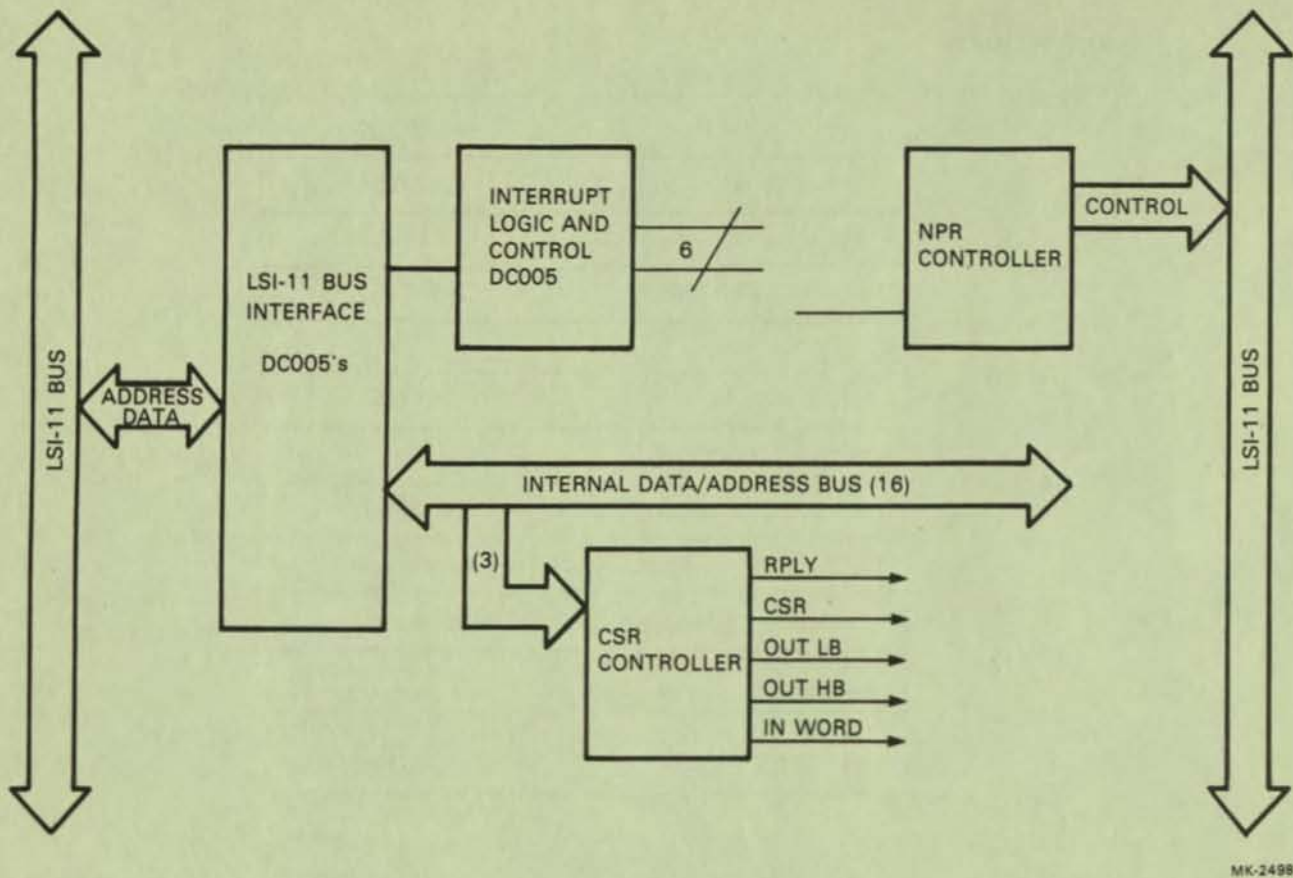 LSI-11 BUS
ADDRESS
DATA
LSI-11 BUS
INTERFACE
DC005's
INTERRUPT
LOGIC AND
CONTROL
DC005
6
NPR
CONTROLLER
CONTROL
LSI-11 BUS
INTERNAL DATA/ADDRESS BUS (16)
(3)
CSR
CONTROLLER
RPLY
CSR
OUT LB
OUT HB
IN WORD
MK-2498